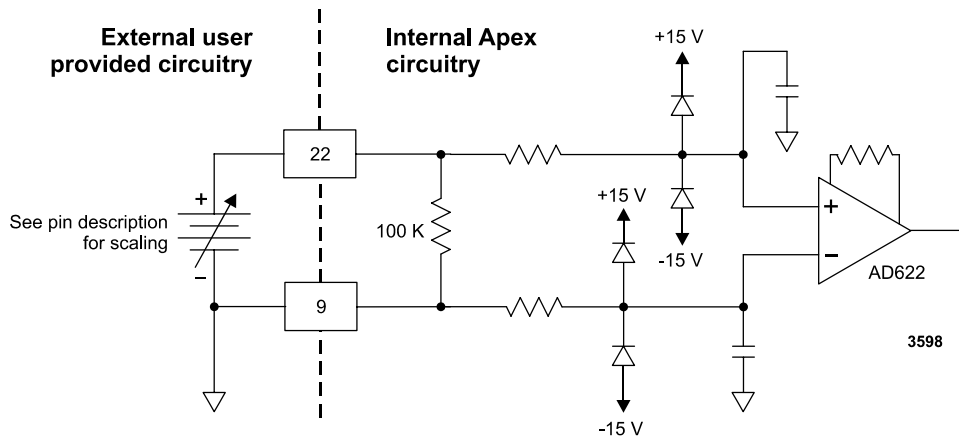 External user
provided circuitry
Internal Apex
circuitry
+15 V
22
+
See pin description
for scaling
–
100 K
+15 V
-15 V
+
–
AD622
9
3598
-15 V